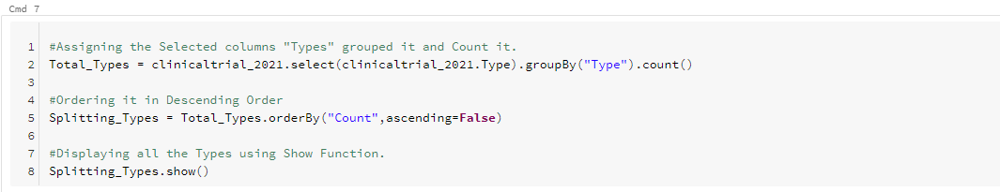 Cmd 7
1 #Assigning the Selected columns "Types" grouped it and Count it.
2 Total_Types = clinicaltrial_2021.select(clinicaltrial_2021.Type).groupBy("Type").count()
3
4 #Ordering it in Descending Order
5 Splitting_Types = Total_Types.orderBy("Count",ascending=False)
6
7 #Displaying all the Types using Show Function.
8 Splitting_Types.show()